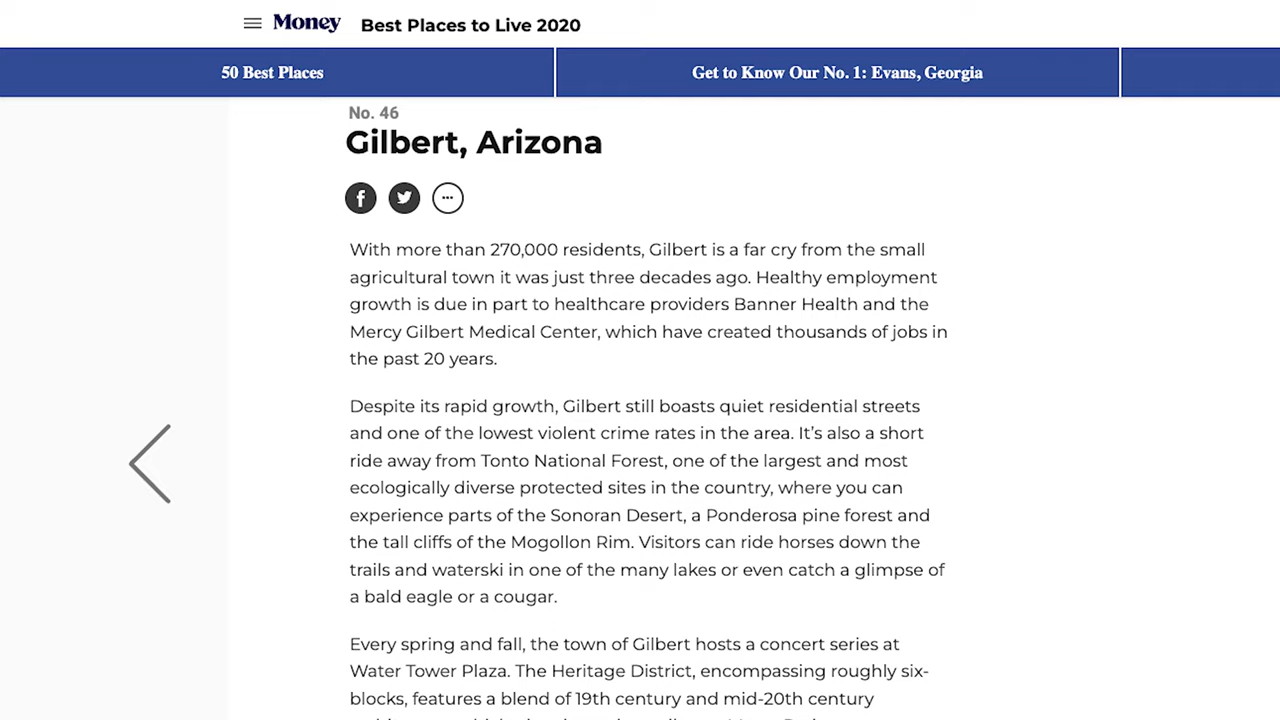 Money Best Places to Live 2020
50 Best Places Get to Know Our No. 1: Evans, Georgia
No. 46
Gilbert, Arizona
With more than 270,000 residents, Gilbert is a far cry from the small
agricultural town it was just three decades ago. Healthy employment
growth is due in part to healthcare providers Banner Health and the
Mercy Gilbert Medical Center, which have created thousands of jobs in
the past 20 years.
Despite its rapid growth, Gilbert still boasts quiet residential streets
and one of the lowest violent crime rates in the area. It’s also a short
ride away from Tonto National Forest, one of the largest and most
ecologically diverse protected sites in the country, where you can
experience parts of the Sonoran Desert, a Ponderosa pine forest and
the tall cliffs of the Mogollon Rim. Visitors can ride horses down the
trails and waterski in one of the many lakes or even catch a glimpse of
a bald eagle or a cougar.
Every spring and fall, the town of Gilbert hosts a concert series at
Water Tower Plaza. The Heritage District, encompassing roughly six-
blocks, features a blend of 19th century and mid-20th century